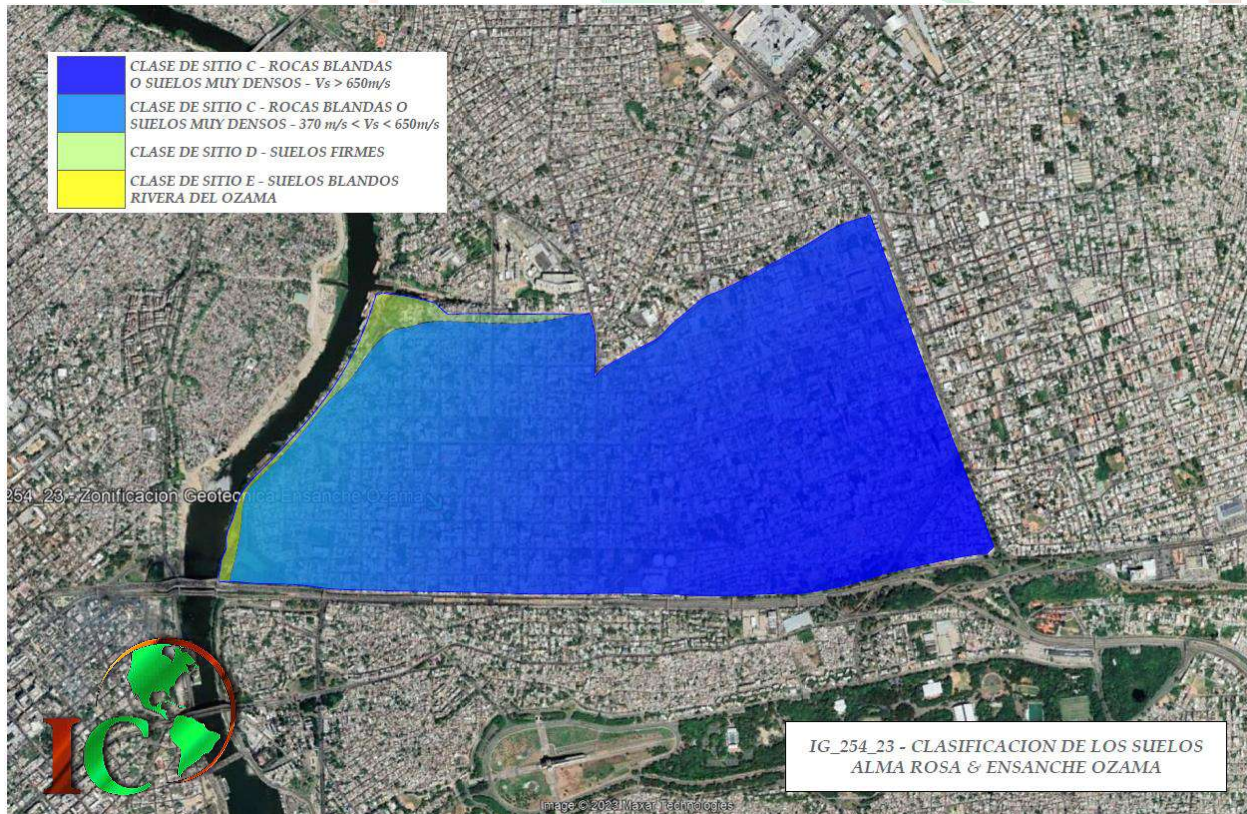 CLASE DE SITIO C - ROCAS BLANDAS
O SUELOS MUY DENSOS - Vs > 650m/s
CLASE DE SITIO C - ROCAS BLANDAS O
SUELOS MUY DENSOS - 370 m/s < Vs < 650m/s
CLASE DE SITIO D - SUELOS FIRMES
CLASE DE SITIO E - SUELOS BLANDOS
RIVERA DEL OZAMA
254_23 - Zonificacion Geotecnica Ensanche Ozama
IC
IG_254_23 - CLASIFICACION DE LOS SUELOS
ALMA ROSA & ENSANCHE OZAMA
Image © 2023 Maxar Technologies